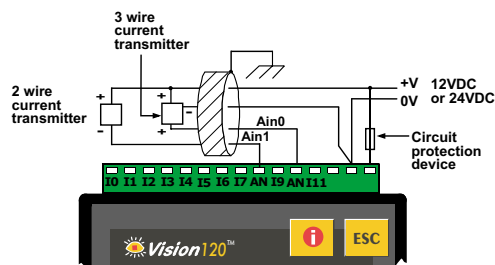 3 wire
current
transmitter
2 wire
current
transmitter
+
-
+
-
+
Ain0
Ain1
+V
0V
12VDC
or 24VDC
Circuit
protection
device
I0 I1 I2 I3 I4 I5 I6 I7 AN I9 AN I11
Vision120™
i
ESC